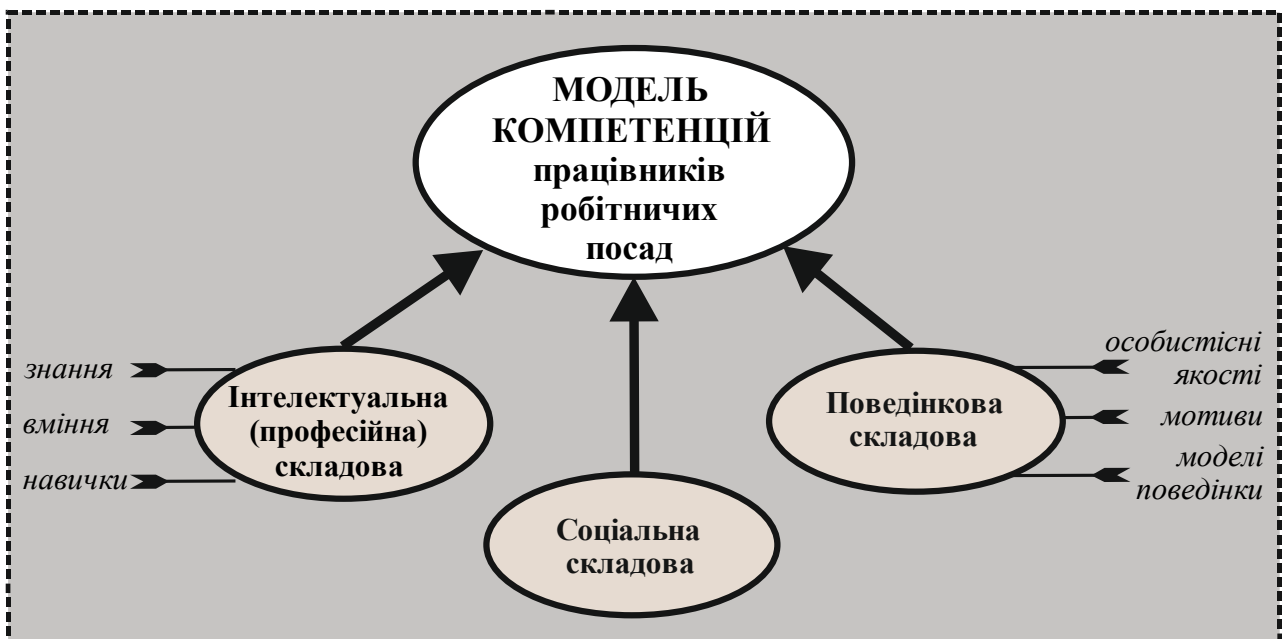 МОДЕЛЬ
КОМПЕТЕНЦІЙ
працівників
робітничих
посад
знання
вміння
навички
Інтелектуальна
(професійна)
складова
Соціальна
складова
Поведінкова
складова
особистісні
якості
мотиви
моделі
поведінки